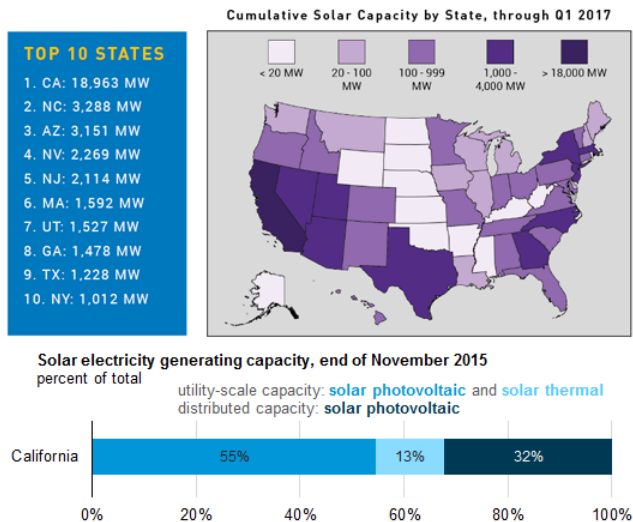 Cumulative Solar Capacity by State, through Q1 2017
TOP 10 STATES
1. CA: 18,963 MW
2. NC: 3,288 MW
3. AZ: 3,151 MW
4. NV: 2,269 MW
5. NJ: 2,114 MW
6. MA: 1,592 MW
7. UT: 1,527 MW
8. GA: 1,478 MW
9. TX: 1,228 MW
10. NY: 1,012 MW
< 20 MW
20 - 100
MW
100 - 999
MW
1,000 -
4,000 MW
> 18,000 MW
Solar electricity generating capacity, end of November 2015
percent of total
utility-scale capacity: solar photovoltaic and solar thermal
distributed capacity: solar photovoltaic
California
55%
13%
32%
0%
20%
40%
60%
80%
100%